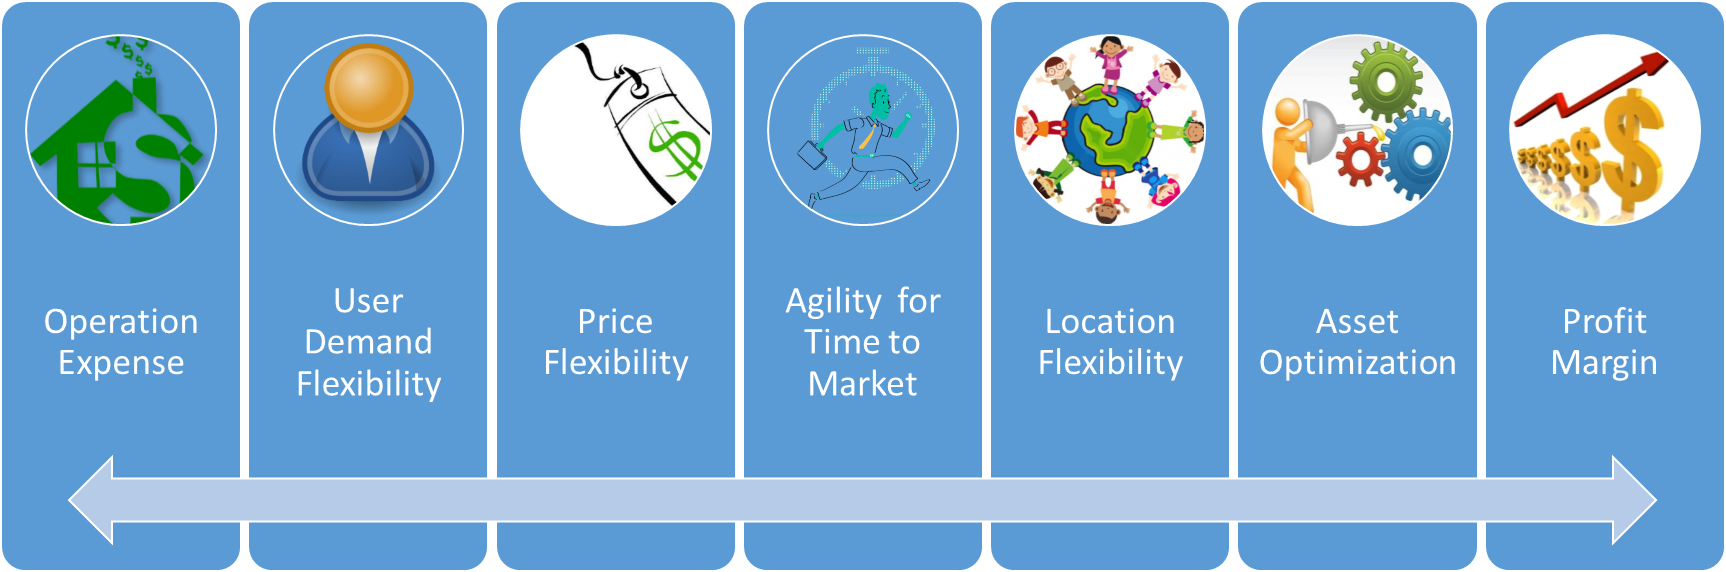 Operation
Expense
User
Demand
Flexibility
Price
Flexibility
Agility for
Time to
Market
Location
Flexibility
Asset
Optimization
Profit
Margin